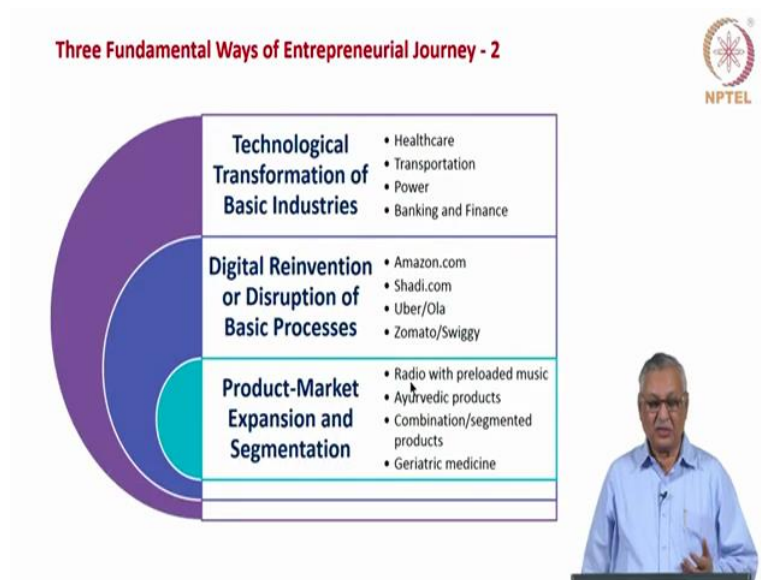 Three Fundamental Ways of Entrepreneurial Journey - 2
NPTEL
Technological
Transformation of
Basic Industries
• Healthcare
• Transportation
• Power
• Banking and Finance
Digital Reinvention
or Disruption of
Basic Processes
• Amazon.com
• Shadi.com
• Uber/Ola
• Zomato/Swiggy
Product-Market
Expansion and
Segmentation
• Radio with preloaded music
• Ayurvedic products
• Combination/segmented
products
• Geriatric medicine